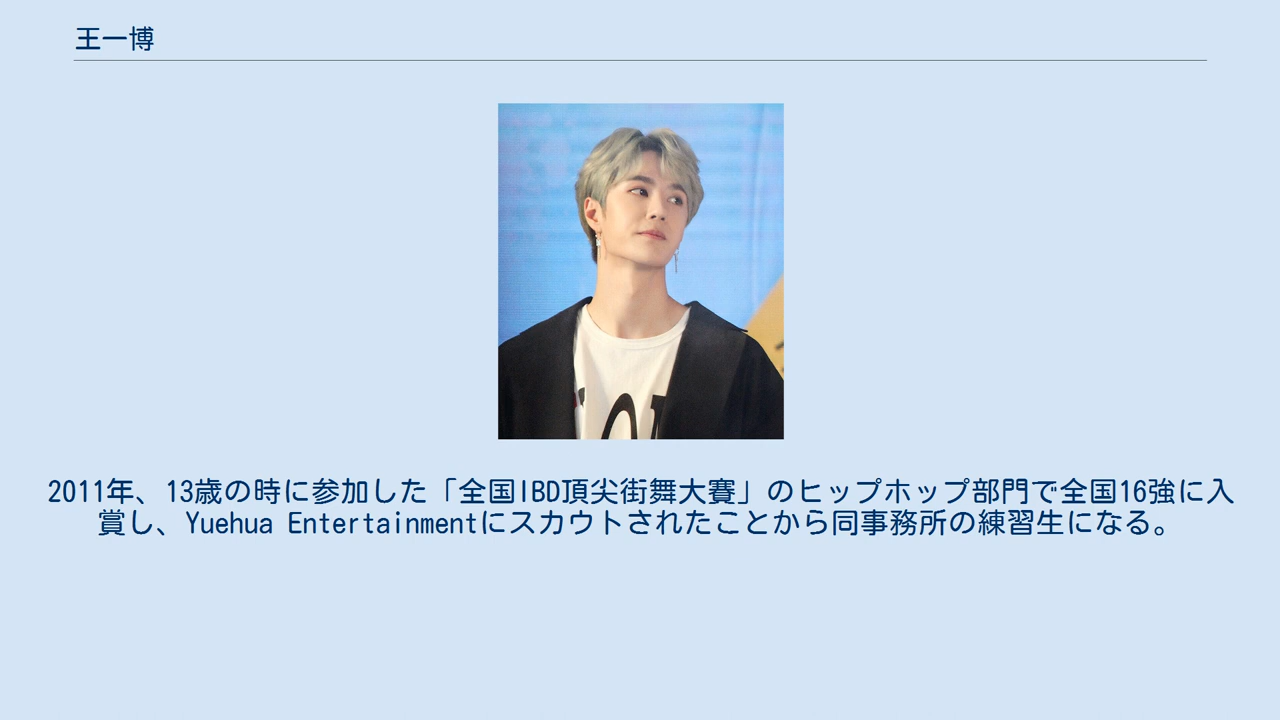 王一博
2011年、13歳の時に参加した「全国IBD頂尖街舞大賽」のヒップホップ部門で全国16強に入
賞し、Yuehua Entertainmentにスカウトされたことから同事務所の練習生になる。